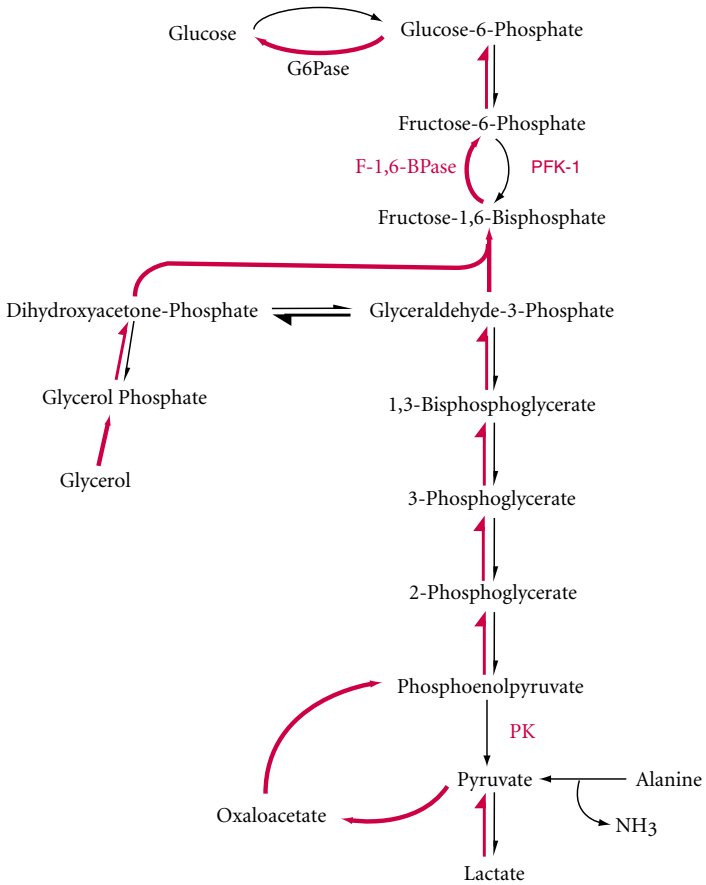 Glucose
Glucose-6-Phosphate
G6Pase
Fructose-6-Phosphate
F-1,6-BPase
PFK-1
Fructose-1,6-Bisphosphate
Dihydroxyacetone-Phosphate
Glyceraldehyde-3-Phosphate
Glycerol Phosphate
1,3-Bisphosphoglycerate
Glycerol
3-Phosphoglycerate
2-Phosphoglycerate
Phosphoenolpyruvate
PK
Pyruvate
Alanine
Oxaloacetate
NH3
Lactate